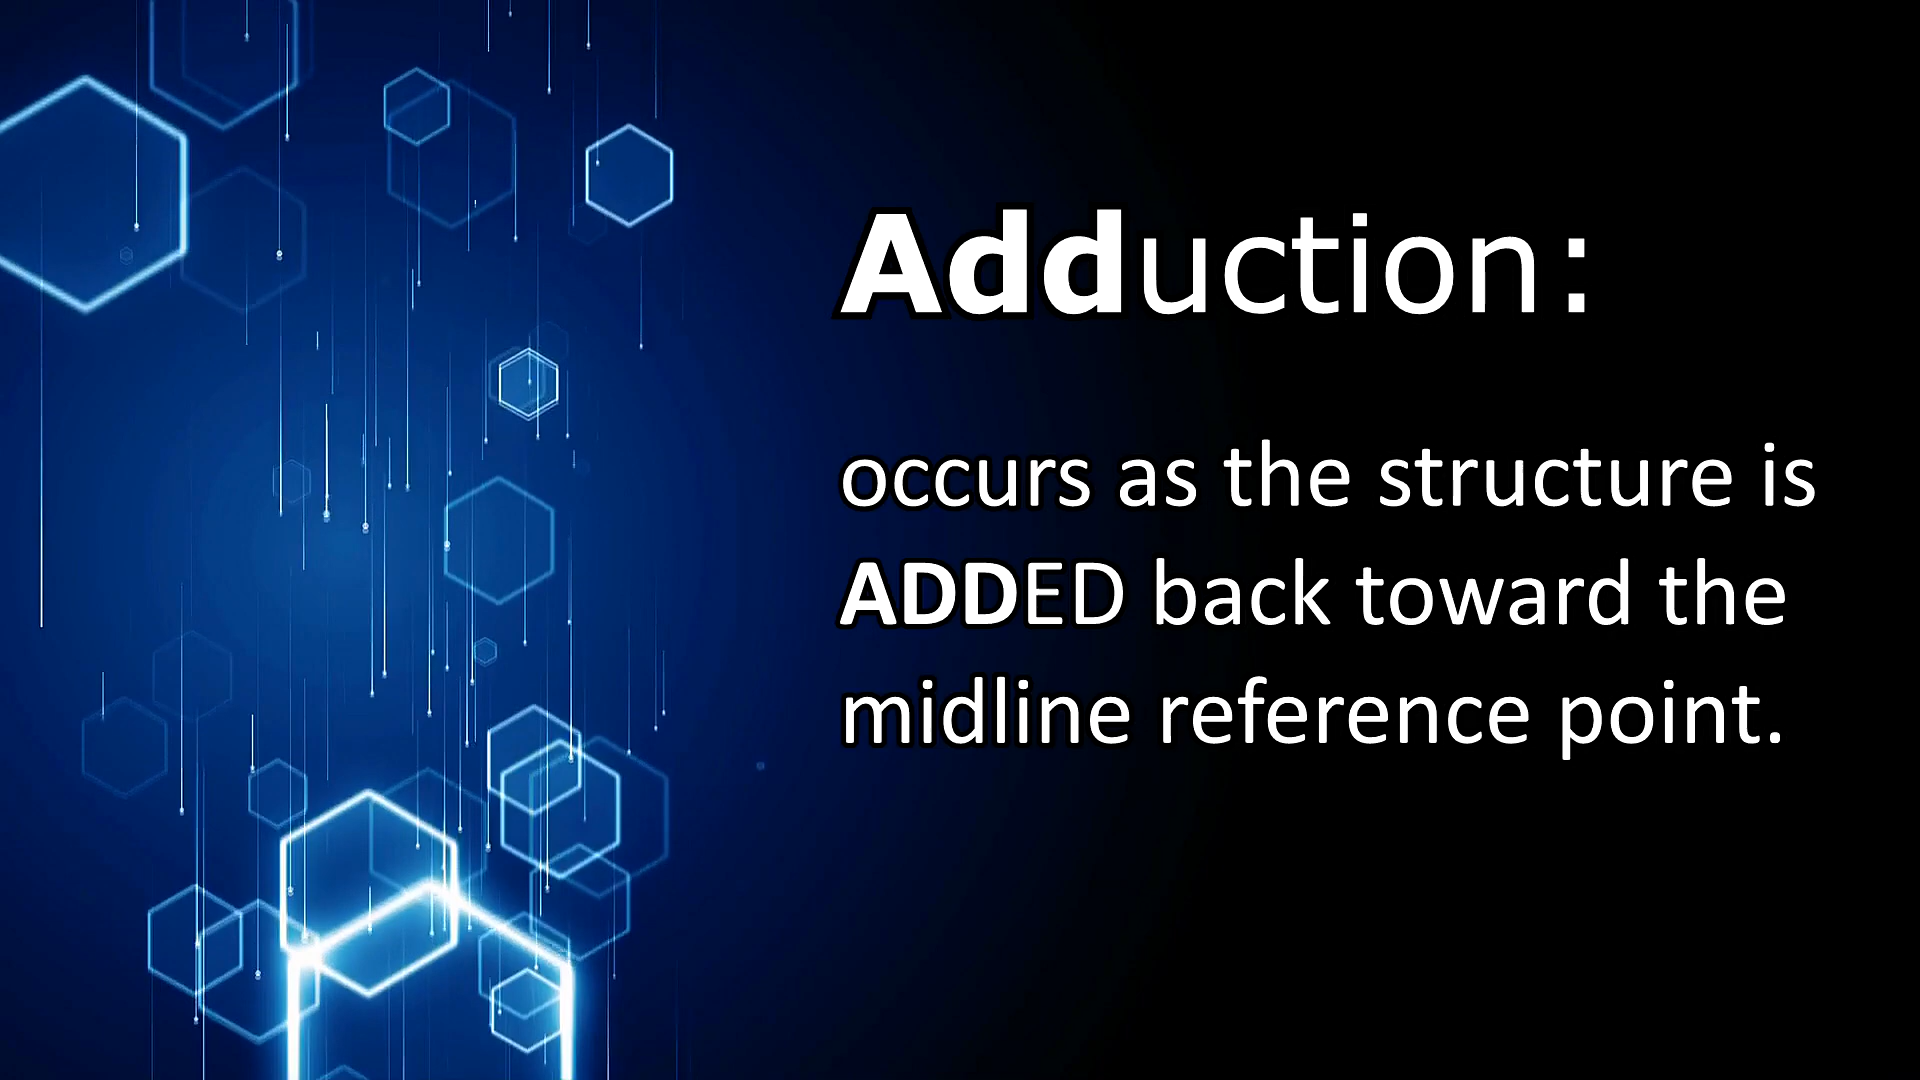 Adduction:
occurs as the structure is
ADDED back toward the
midline reference point.